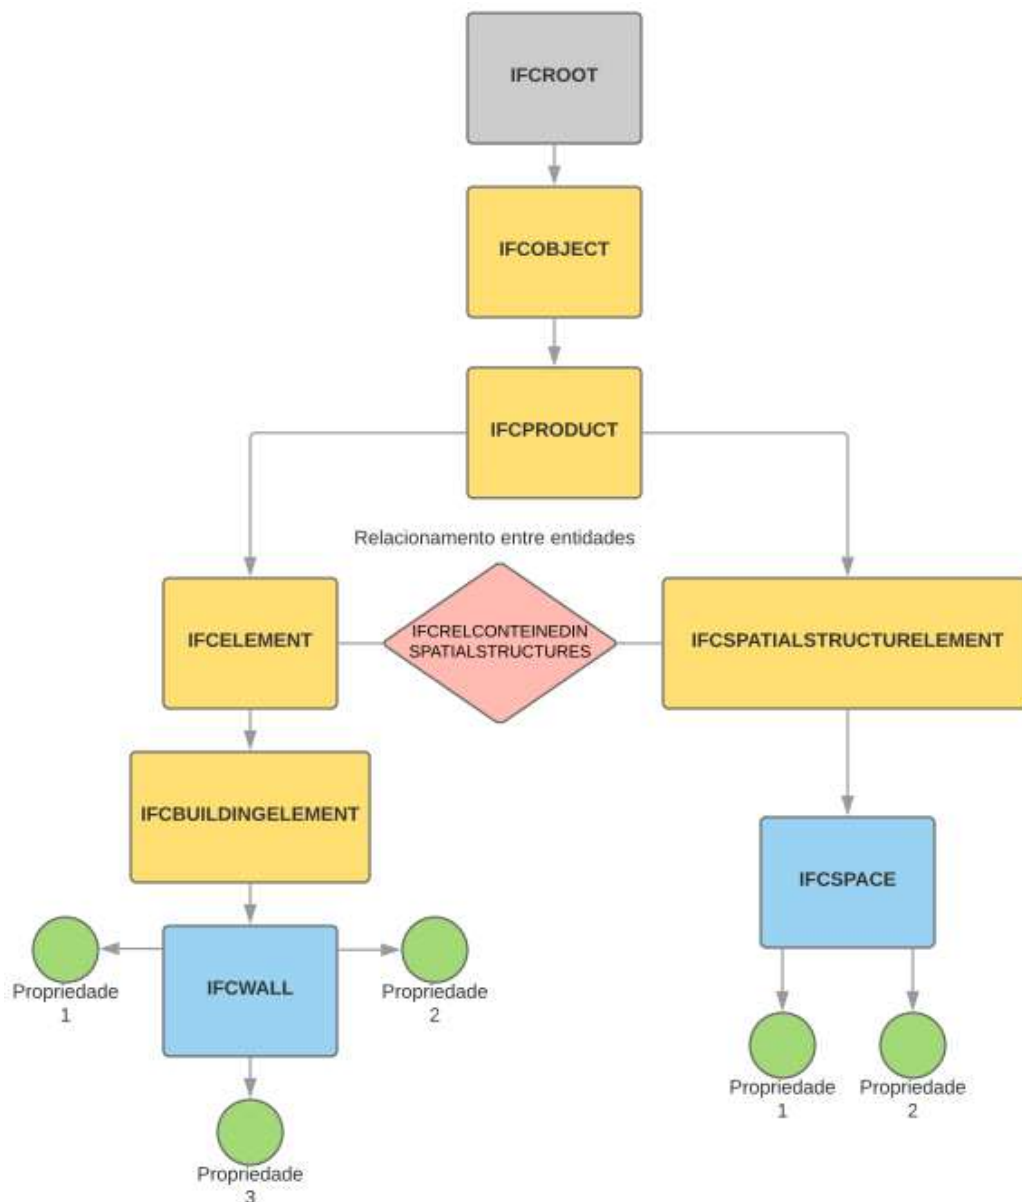 IFCROOT
IFCOBJECT
IFCPRODUCT
Relacionamento entre entidades
IFCELEMENT
IFCRELCONTEINEDIN
SPATIALSTRUCTURES
IFCSPATIALSTRUCTURELEMENT
IFCBUILDINGELEMENT
IFCSPACE
Propriedade
1
IFCWALL
Propriedade
2
Propriedade
1
Propriedade
2
Propriedade
3